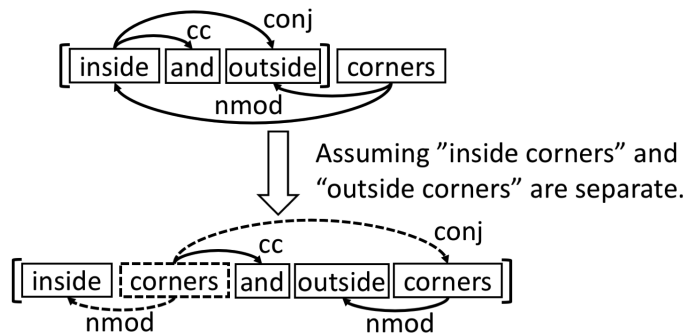 cc conj
[ inside and outside ] corners
nmod
Assuming ”inside corners” and
“outside corners” are separate.
cc conj
[ inside corners and outside corners ]
nmod nmod